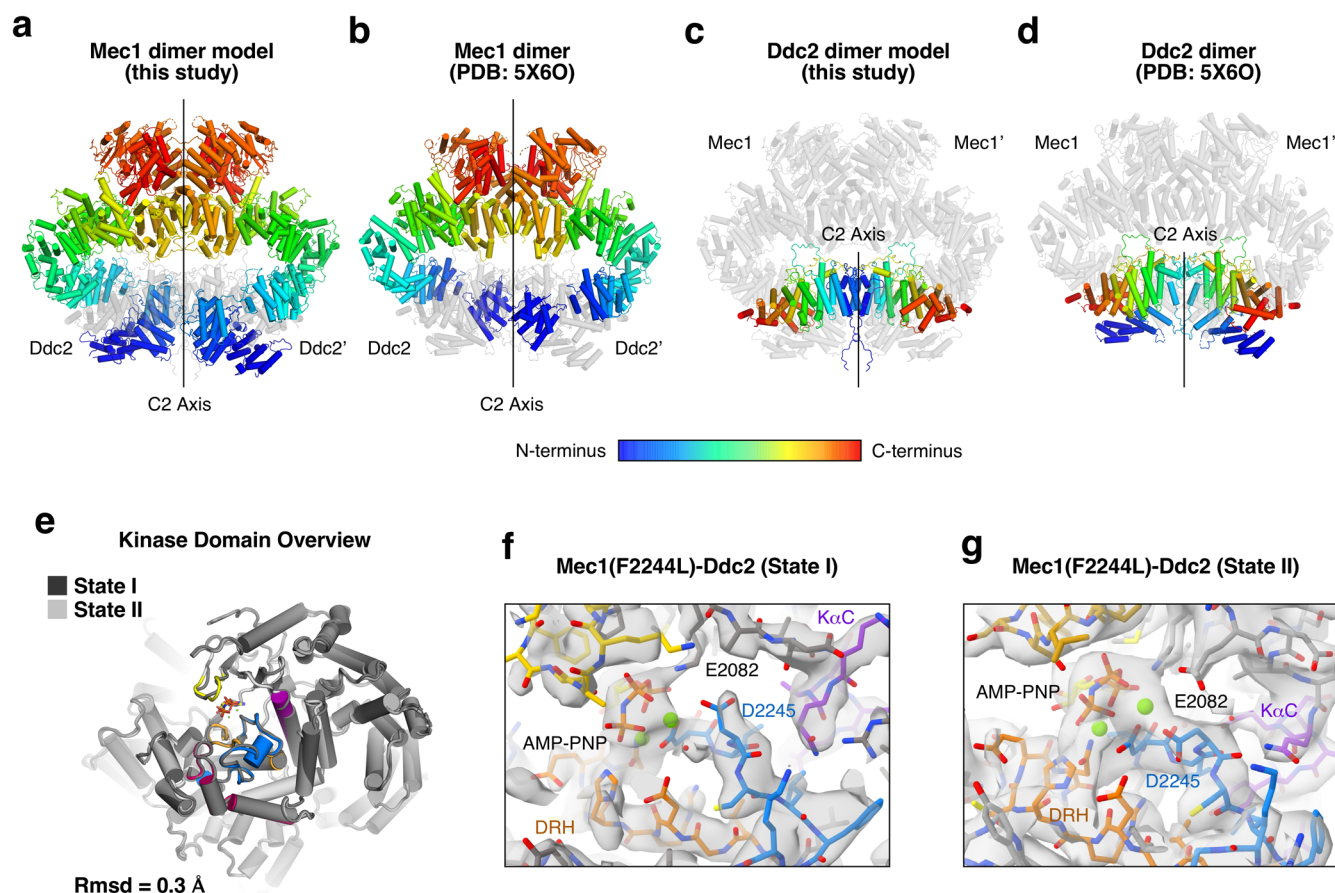 a
Mec1 dimer model
(this study)
Ddc2
Ddc2’
C2 Axis
b
Mec1 dimer
(PDB: 5X6O)
Ddc2
Ddc2’
C2 Axis
c
Ddc2 dimer model
(this study)
Mec1
Mec1’
C2 Axis
d
Ddc2 dimer
(PDB: 5X6O)
Mec1
Mec1’
C2 Axis
N-terminus
C-terminus
e
Kinase Domain Overview
State I
State II
Rmsd = 0.3 Å
f
Mec1(F2244L)-Ddc2 (State I)
KαC
E2082
D2245
AMP-PNP
DRH
g
Mec1(F2244L)-Ddc2 (State II)
AMP-PNP
E2082
KαC
D2245
DRH